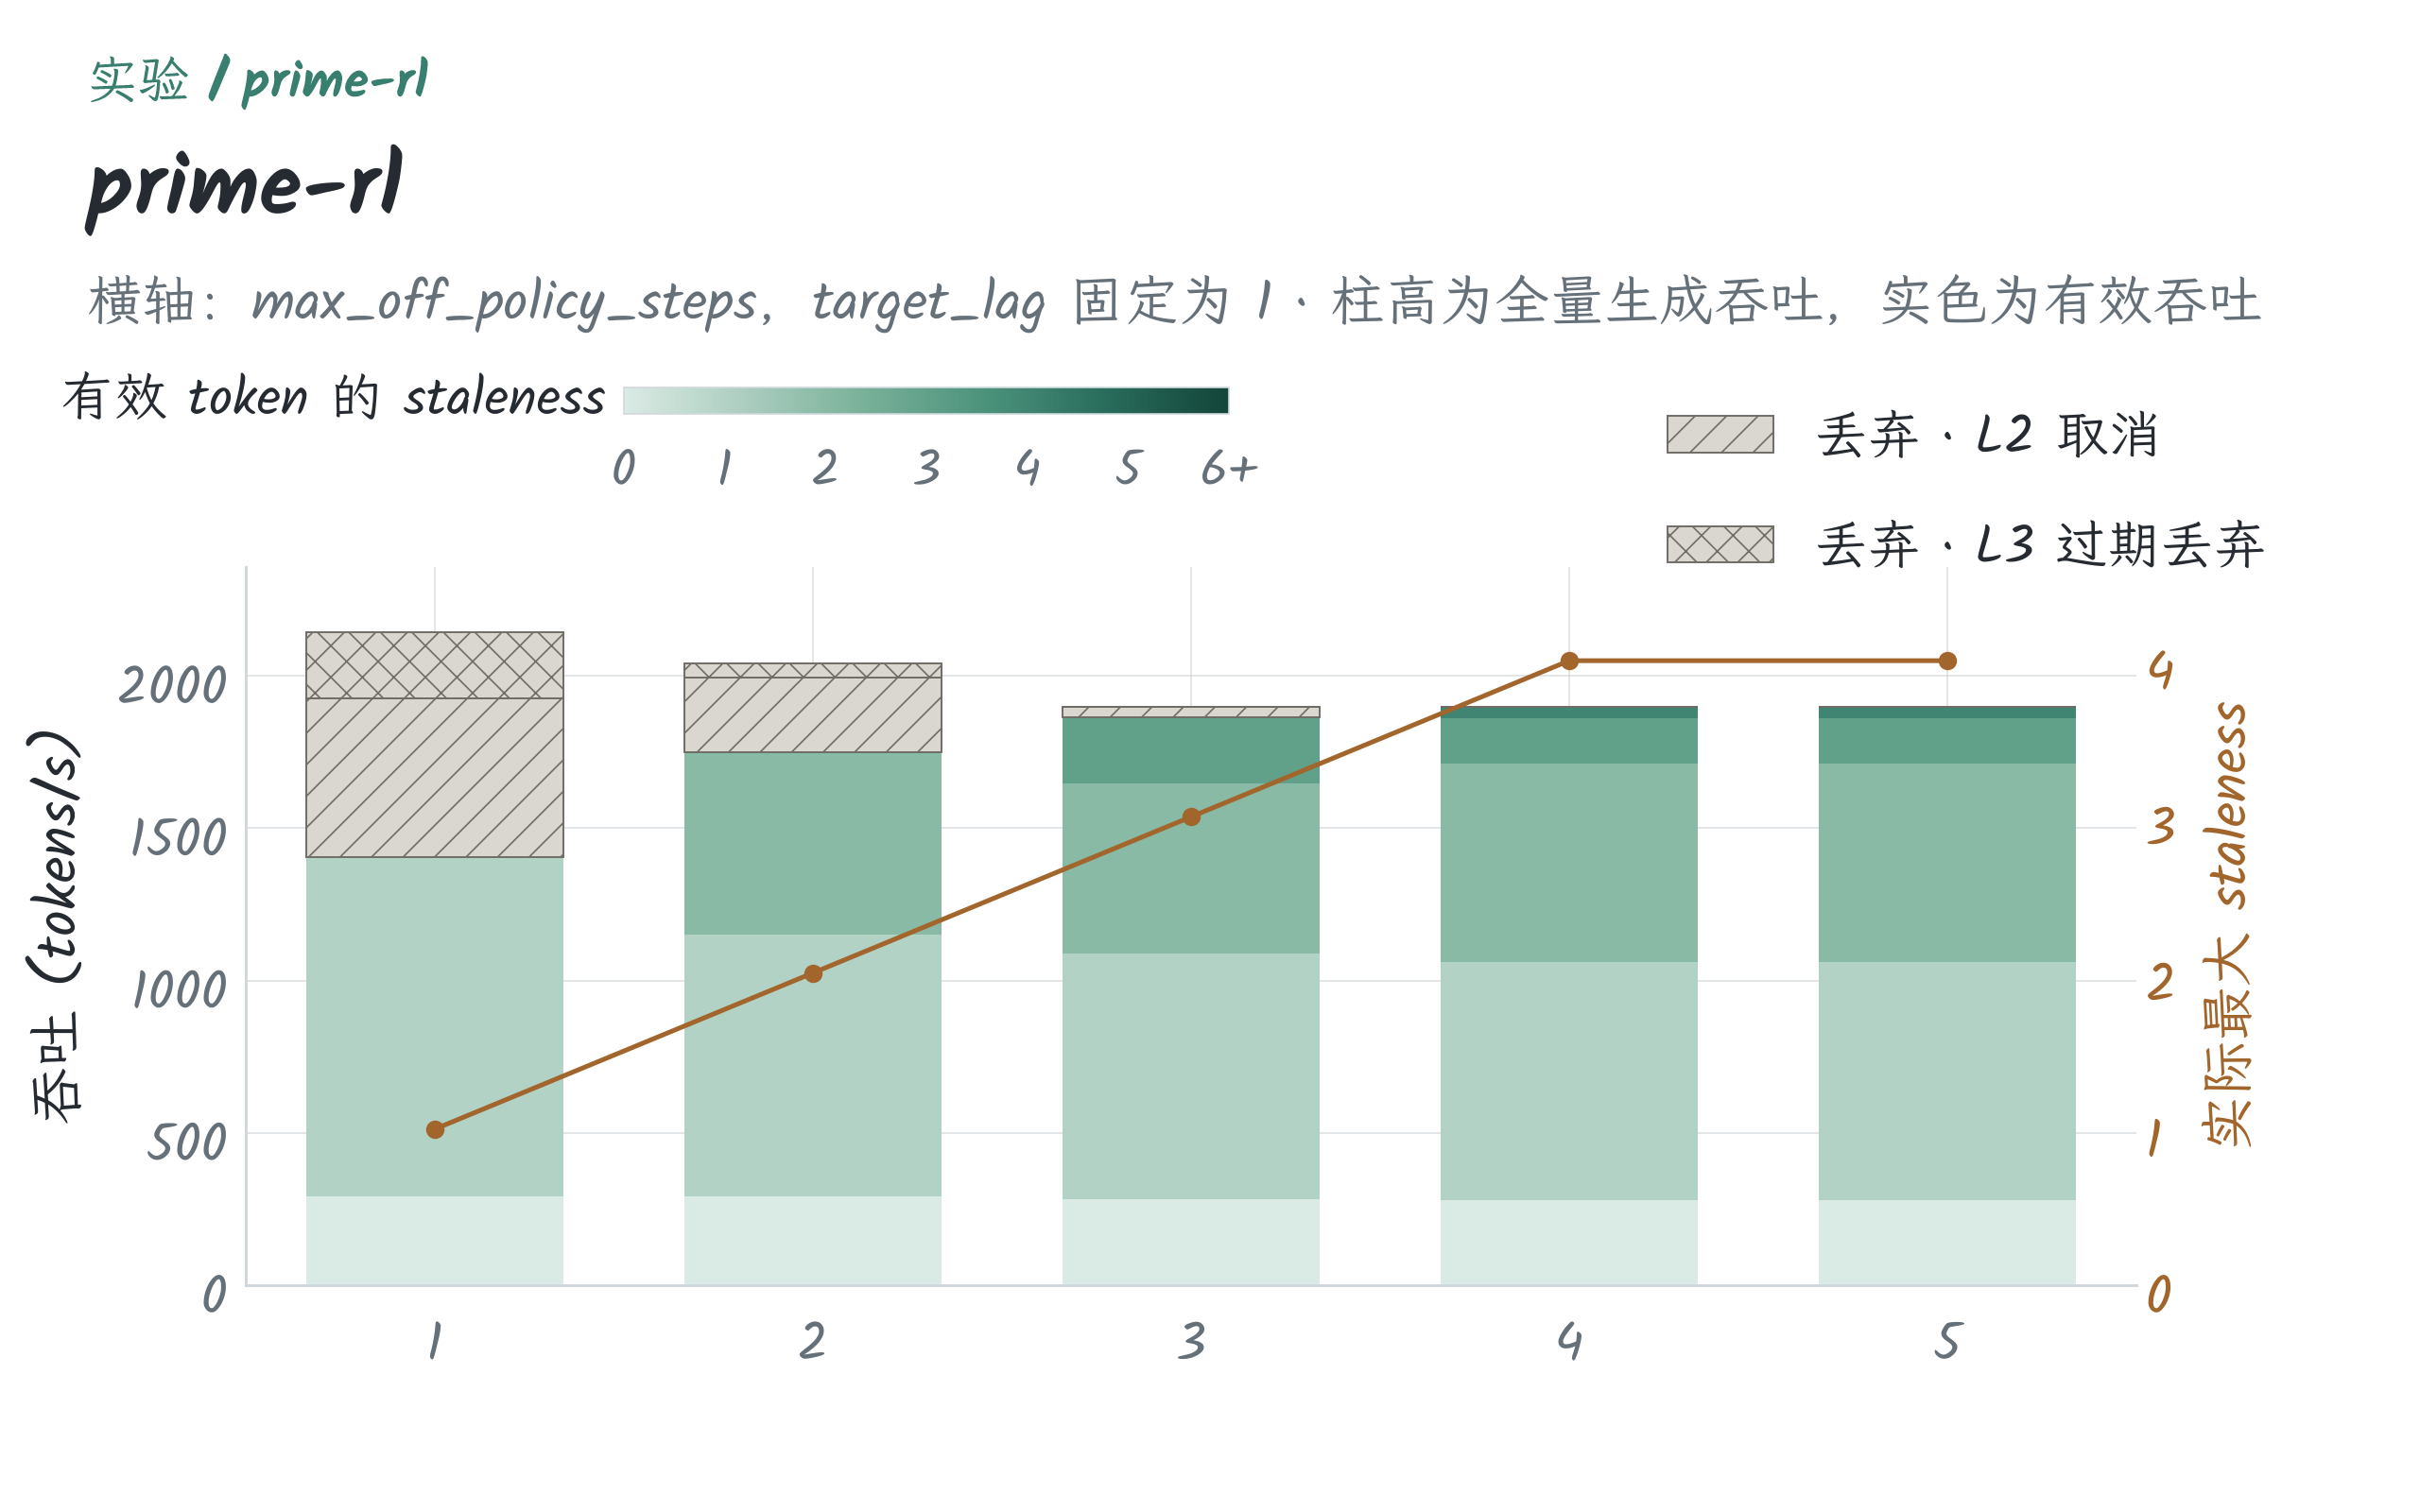 实验 / prime-rl
prime-rl
横轴： max_off_policy_steps， target_lag 固定为 1 · 柱高为全量生成吞吐，实色为有效吞吐
有效 token 的 staleness
0 1 2 3 4 5 6+
丢弃 · L2 取消
丢弃 · L3 过期丢弃
吞吐 (tokens/s)
2000
1500
1000
500
0
4
3
2
1
0
实际最大 staleness
1 2 3 4 5